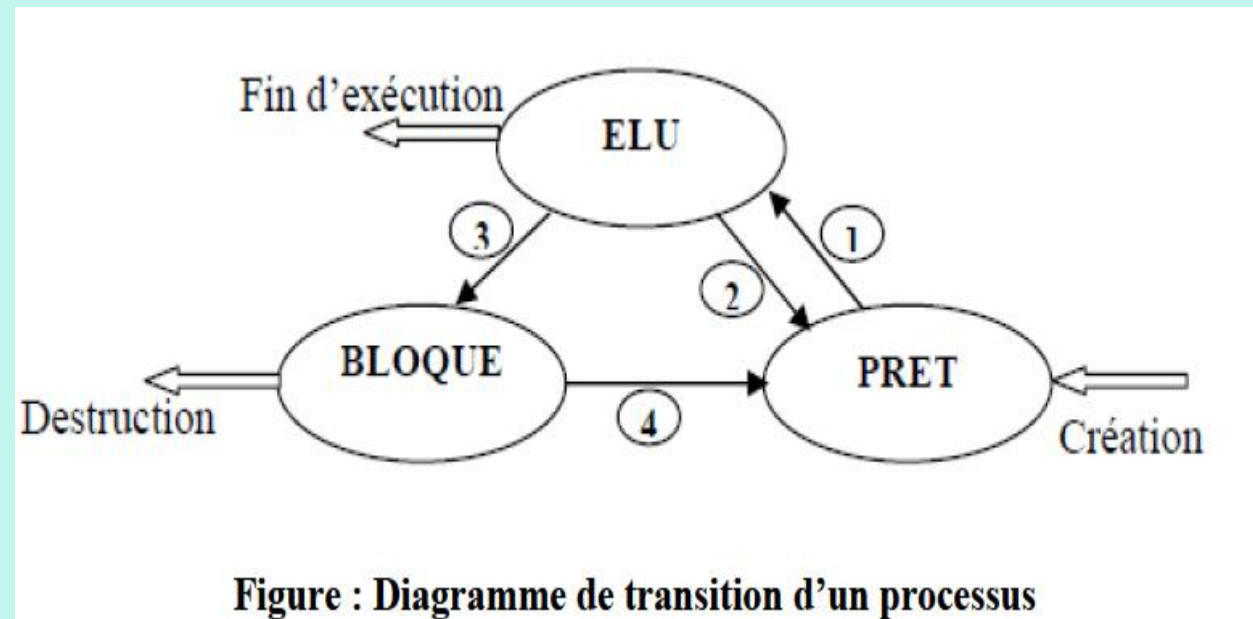 Fin d'exécution
ELU
3
1
2
BLOQUE
PRET
Destruction
4
Création
Figure : Diagramme de transition d'un processus